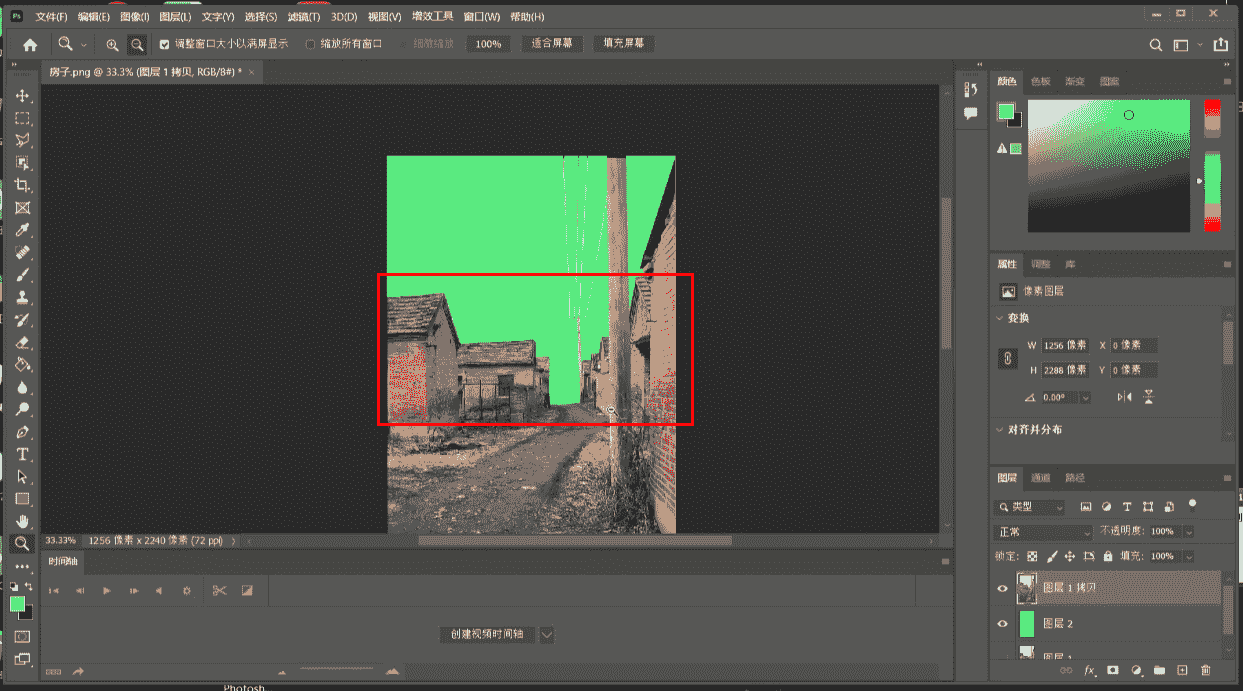 Ps 文件(F) 编辑(E) 图像(I) 图层(L) 文字(Y) 选择(S) 滤镜(T) 3D(D) 视图(V) 增效工具 窗口(W) 帮助(H)
调整窗口大小以满屏显示 缩放所有窗口 细微缩放 100% 适合屏幕 填充屏幕
房子.png @ 33.3% (图层 1 拷贝, RGB/8#) * ×
颜色 色板 渐变 图案
属性 调整 库
像素图层
变换
W 1256 像素 X 0 像素
H 2288 像素 Y 0 像素
0.00°
对齐并分布
图层 通道 路径
类型
正常 不透明度: 100%
锁定: 填充: 100%
图层 1 拷贝
图层 2
图层 1
fx
33.33% 1256 像素 x 2240 像素 (72 ppi)
时间轴
创建视频时间轴
Photosh